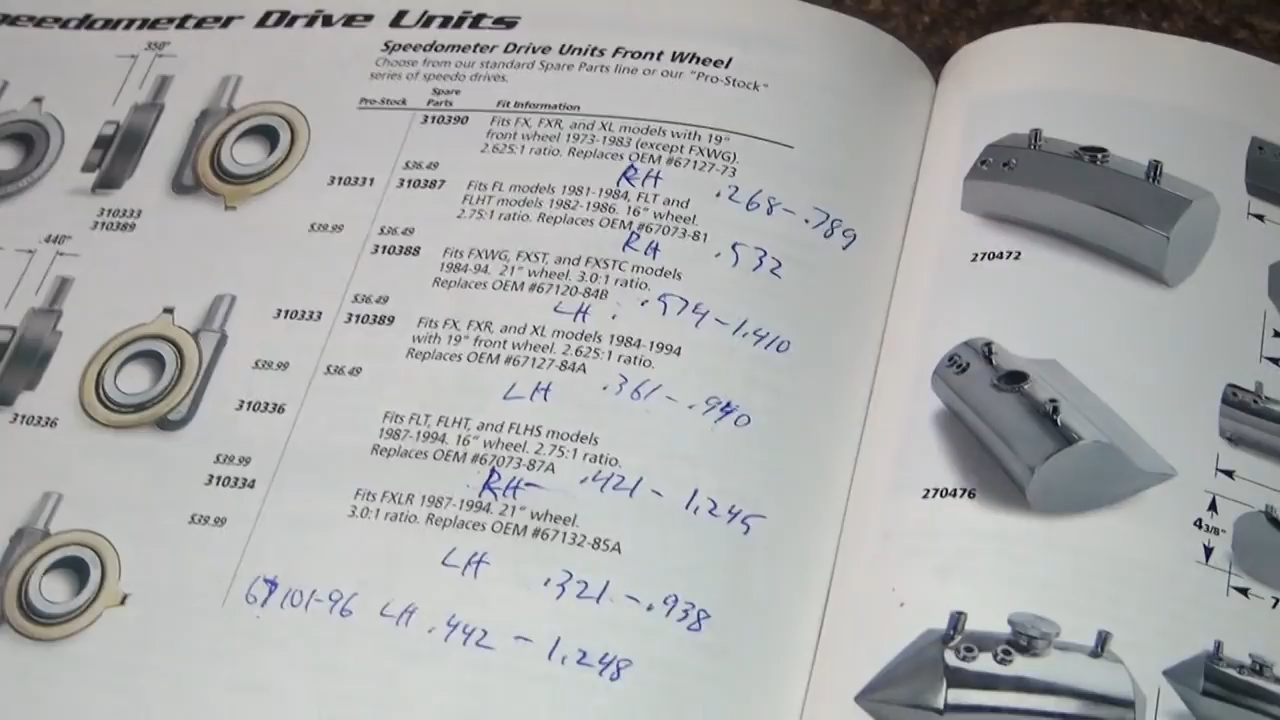 eedometer Drive Units
Speedometer Drive Units Front Wheel
Choose from our standard Spare Parts line or our "Pro-Stock"
series of speedo drives.
Pro-Stock Spare Parts Fit Information
310390 Fits FX, FXR, and XL models with 19"
front wheel 1973-1983 (except FXWG).
2.625:1 ratio. Replaces OEM #67127-73
$36.49
RH .268-.789
310331 310387 Fits FL models 1981-1984, FLT and
FLHT models 1982-1986. 16" wheel.
2.75:1 ratio. Replaces OEM #67073-81
$39.99 $36.49
RH .532
310388 Fits FXWG, FXST, and FXSTC models
1984-94. 21" wheel. 3.0:1 ratio.
Replaces OEM #67120-84B
$36.49
LH .574-1.410
310333 310389 Fits FX, FXR, and XL models 1984-1994
with 19" front wheel. 2.625:1 ratio.
Replaces OEM #67127-84A
$39.99 $36.49
LH .361-.940
310336 Fits FLT, FLHT, and FLHS models
1987-1994. 16" wheel. 2.75:1 ratio.
Replaces OEM #67073-87A
$39.99
RH .421-1.245
310334 Fits FXLR 1987-1994. 21" wheel.
3.0:1 ratio. Replaces OEM #67132-85A
$39.99
LH .321-.938
67101-96 LH .442-1.248
.350"
310333
310389
.440"
310336
270472
270476
4 3/8"
7